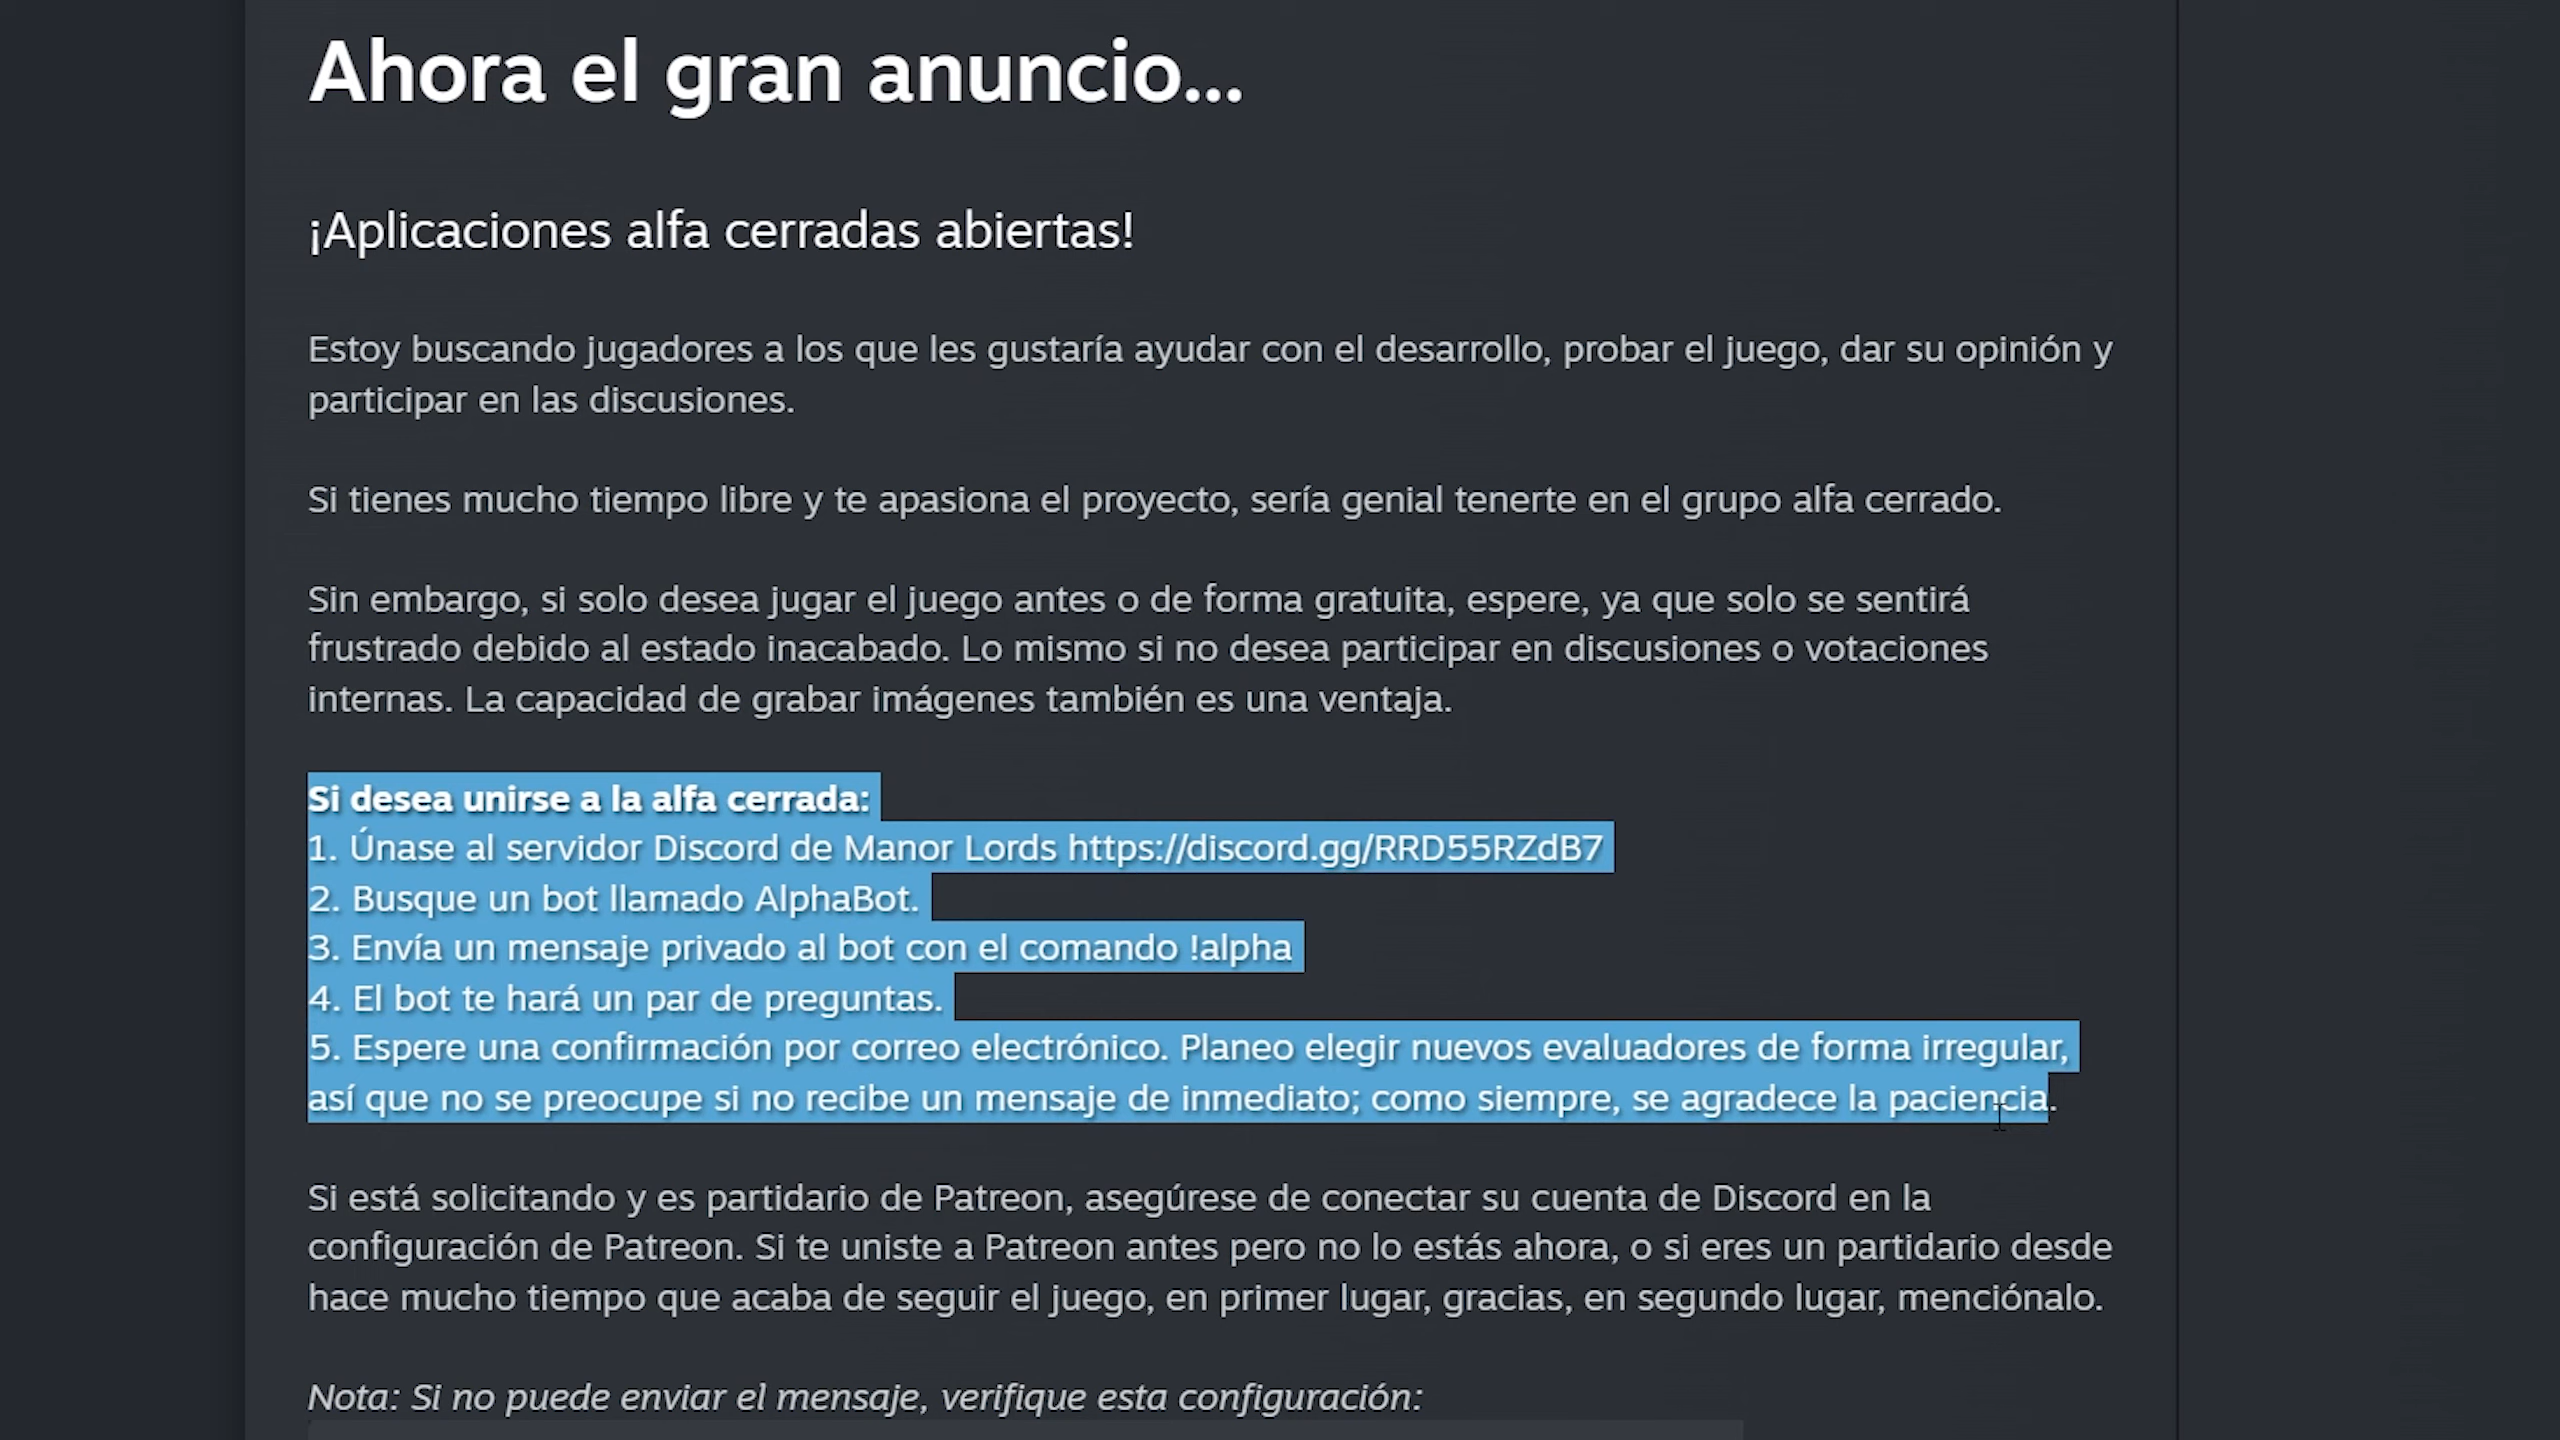 Ahora el gran anuncio...
¡Aplicaciones alfa cerradas abiertas!
Estoy buscando jugadores a los que les gustaría ayudar con el desarrollo, probar el juego, dar su opinión y
participar en las discusiones.
Si tienes mucho tiempo libre y te apasiona el proyecto, sería genial tenerte en el grupo alfa cerrado.
Sin embargo, si solo desea jugar el juego antes o de forma gratuita, espere, ya que solo se sentirá
frustrado debido al estado inacabado. Lo mismo si no desea participar en discusiones o votaciones
internas. La capacidad de grabar imágenes también es una ventaja.
Si desea unirse a la alfa cerrada:
1. Únase al servidor Discord de Manor Lords https://discord.gg/RRD55RZdB7
2. Busque un bot llamado AlphaBot.
3. Envía un mensaje privado al bot con el comando !alpha
4. El bot te hará un par de preguntas.
5. Espere una confirmación por correo electrónico. Planeo elegir nuevos evaluadores de forma irregular,
así que no se preocupe si no recibe un mensaje de inmediato; como siempre, se agradece la paciencia.
Si está solicitando y es partidario de Patreon, asegúrese de conectar su cuenta de Discord en la
configuración de Patreon. Si te uniste a Patreon antes pero no lo estás ahora, o si eres un partidario desde
hace mucho tiempo que acaba de seguir el juego, en primer lugar, gracias, en segundo lugar, menciónalo.
Nota: Si no puede enviar el mensaje, verifique esta configuración: